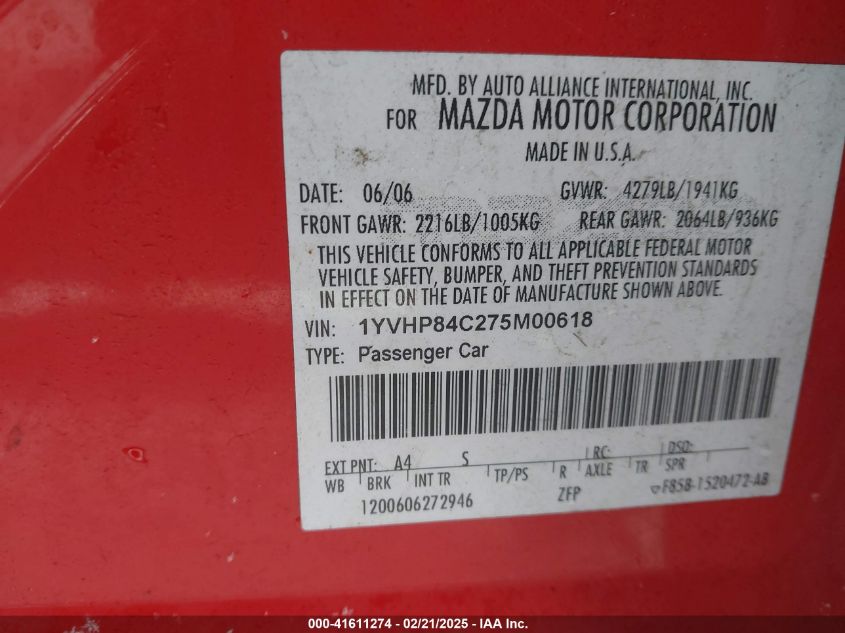 MFD. BY AUTO ALLIANCE INTERNATIONAL, INC.
FOR MAZDA MOTOR CORPORATION
MADE IN U.S.A.
DATE: 06/06 GVWR: 4279LB/1941KG
FRONT GAWR: 2216LB/1005KG REAR GAWR: 2064LB/936KG
THIS VEHICLE CONFORMS TO ALL APPLICABLE FEDERAL MOTOR
VEHICLE SAFETY, BUMPER, AND THEFT PREVENTION STANDARDS
IN EFFECT ON THE DATE OF MANUFACTURE SHOWN ABOVE.
VIN: 1YVHP84C275M00618
TYPE: Passenger Car
EXT PNT: A4 S RC: DSO:
WB BRK INT TR TP/PS R AXLE TR SPR
1200606272946 ZFP F85B-1520472-AB
000-41611274 - 02/21/2025 - IAA Inc.